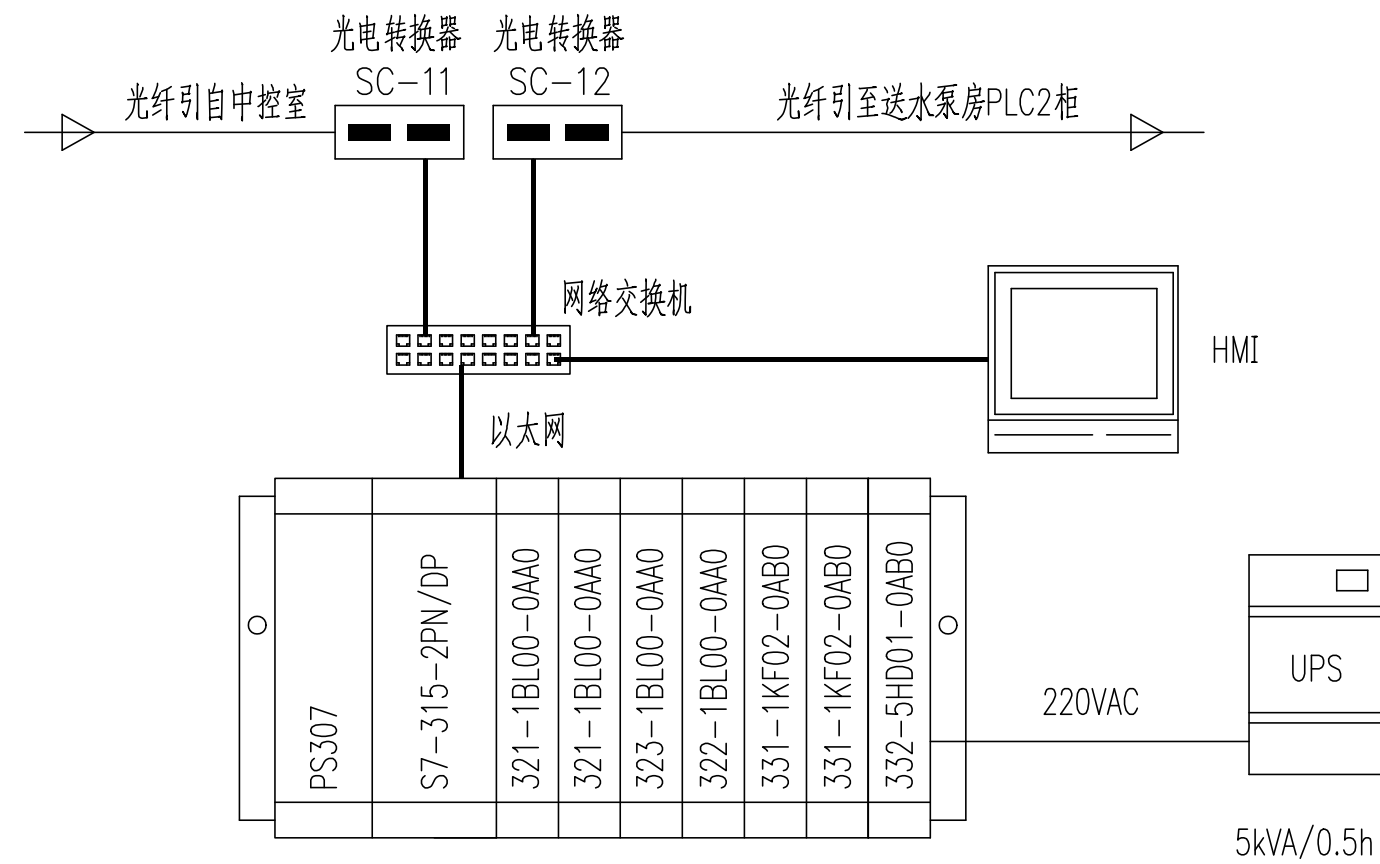 光电转换器
SC-11
光电转换器
SC-12
光纤引自中控室
光纤引至送水泵房PLC2柜
网络交换机
HMI
以太网
PS307
S7-315-2PN/DP
321-1BL00-0AA0
321-1BL00-0AA0
323-1BL00-0AA0
322-1BL00-0AA0
331-1KF02-0AB0
331-1KF02-0AB0
332-5HD01-0AB0
220VAC
UPS
5kVA/0.5h